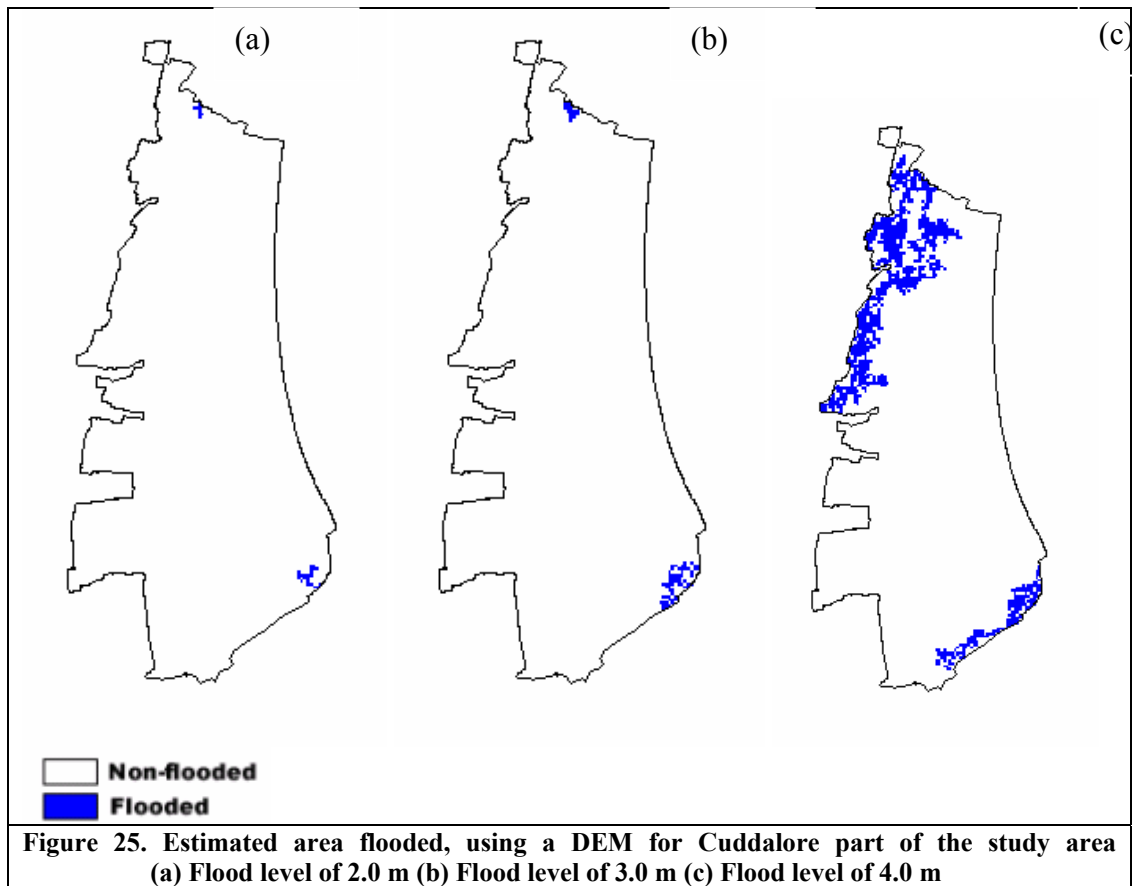 (a)
(b)
(c)
Non-flooded
Flooded
Figure 25. Estimated area flooded, using a DEM for Cuddalore part of the study area
(a) Flood level of 2.0 m (b) Flood level of 3.0 m (c) Flood level of 4.0 m